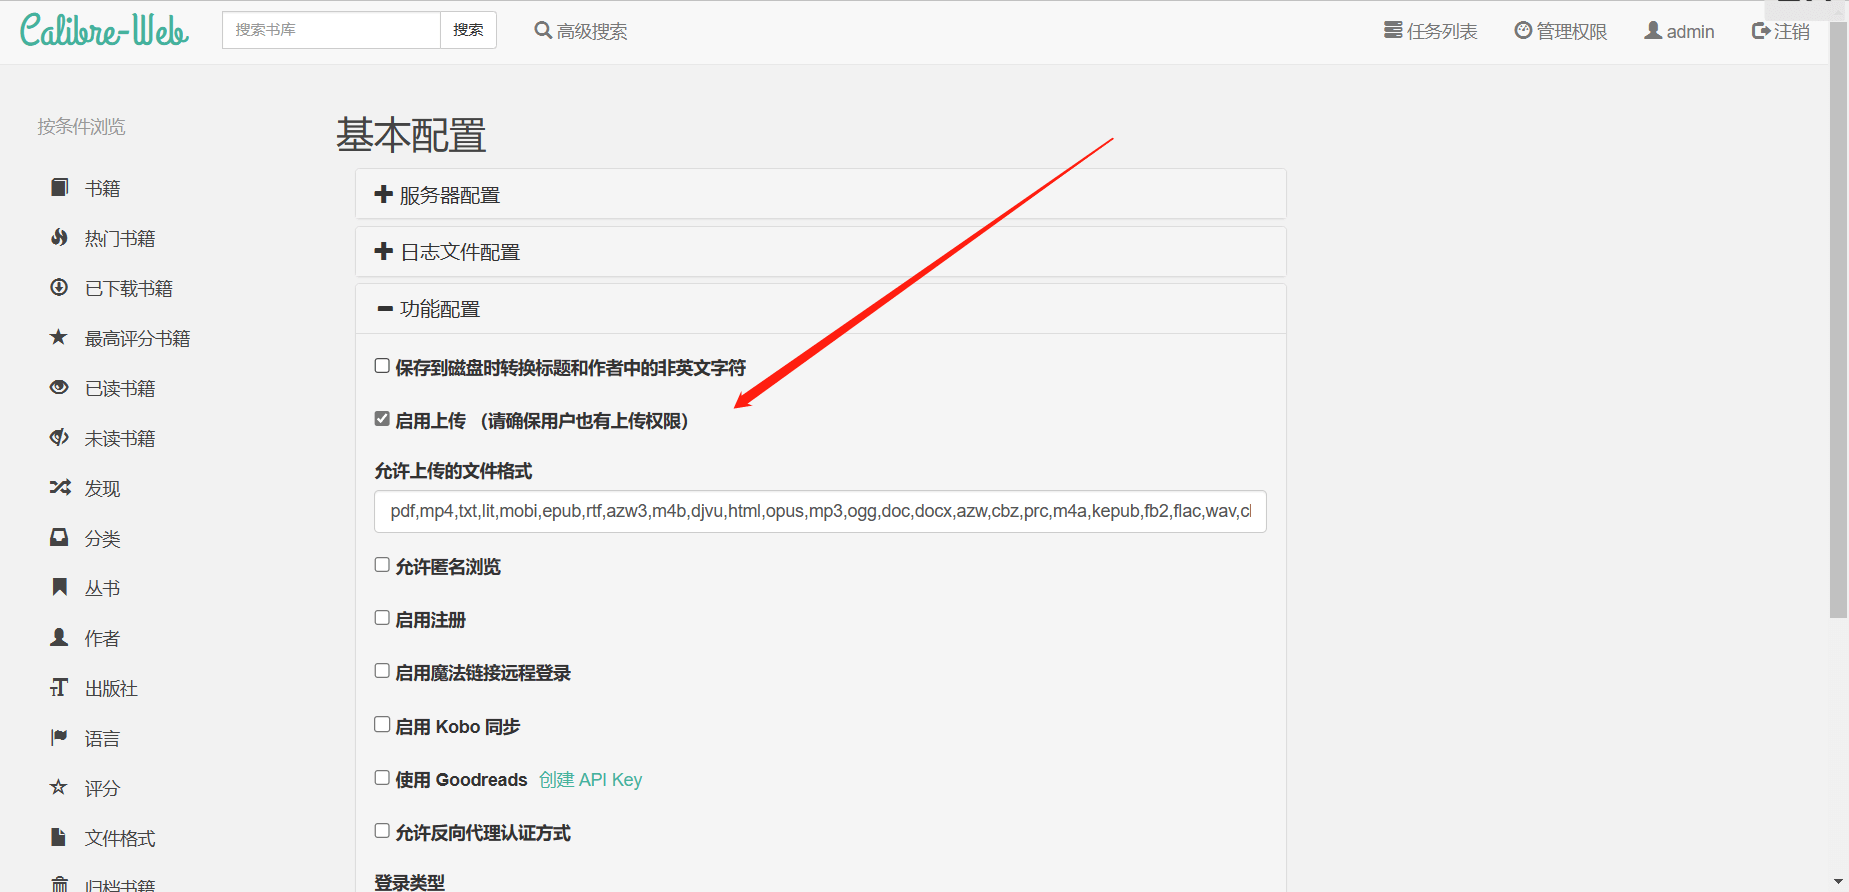 Calibre-Web
搜索书库
搜索
高级搜索
任务列表
管理权限
admin
注销
按条件浏览
书籍
热门书籍
已下载书籍
最高评分书籍
已读书籍
未读书籍
发现
分类
丛书
作者
出版社
语言
评分
文件格式
归档书籍
基本配置
服务器配置
日志文件配置
功能配置
保存到磁盘时转换标题和作者中的非英文字符
启用上传 （请确保用户也有上传权限）
允许上传的文件格式
pdf,mp4,txt,lit,mobi,epub,rtf,azw3,m4b,djvu,html,opus,mp3,ogg,doc,docx,azw,cbz,prc,m4a,kepub,fb2,flac,wav,cl
允许匿名浏览
启用注册
启用魔法链接远程登录
启用 Kobo 同步
使用 Goodreads 创建 API Key
允许反向代理认证方式
登录类型